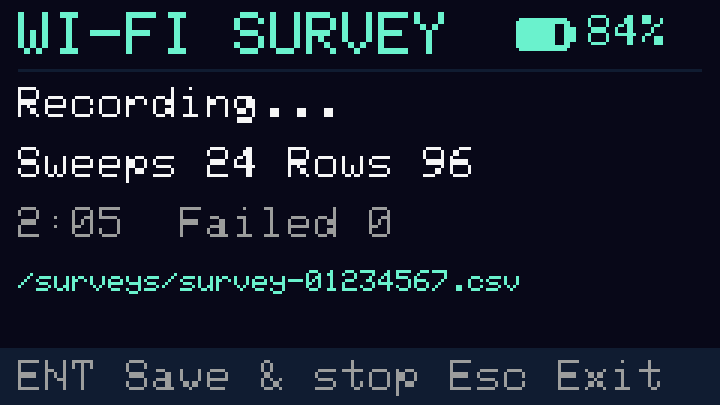 WI-FI SURVEY 84%
Recording...
Sweeps 24 Rows 96
2:05 Failed 0
/surveys/survey-01234567.csv
ENT Save & stop Esc Exit